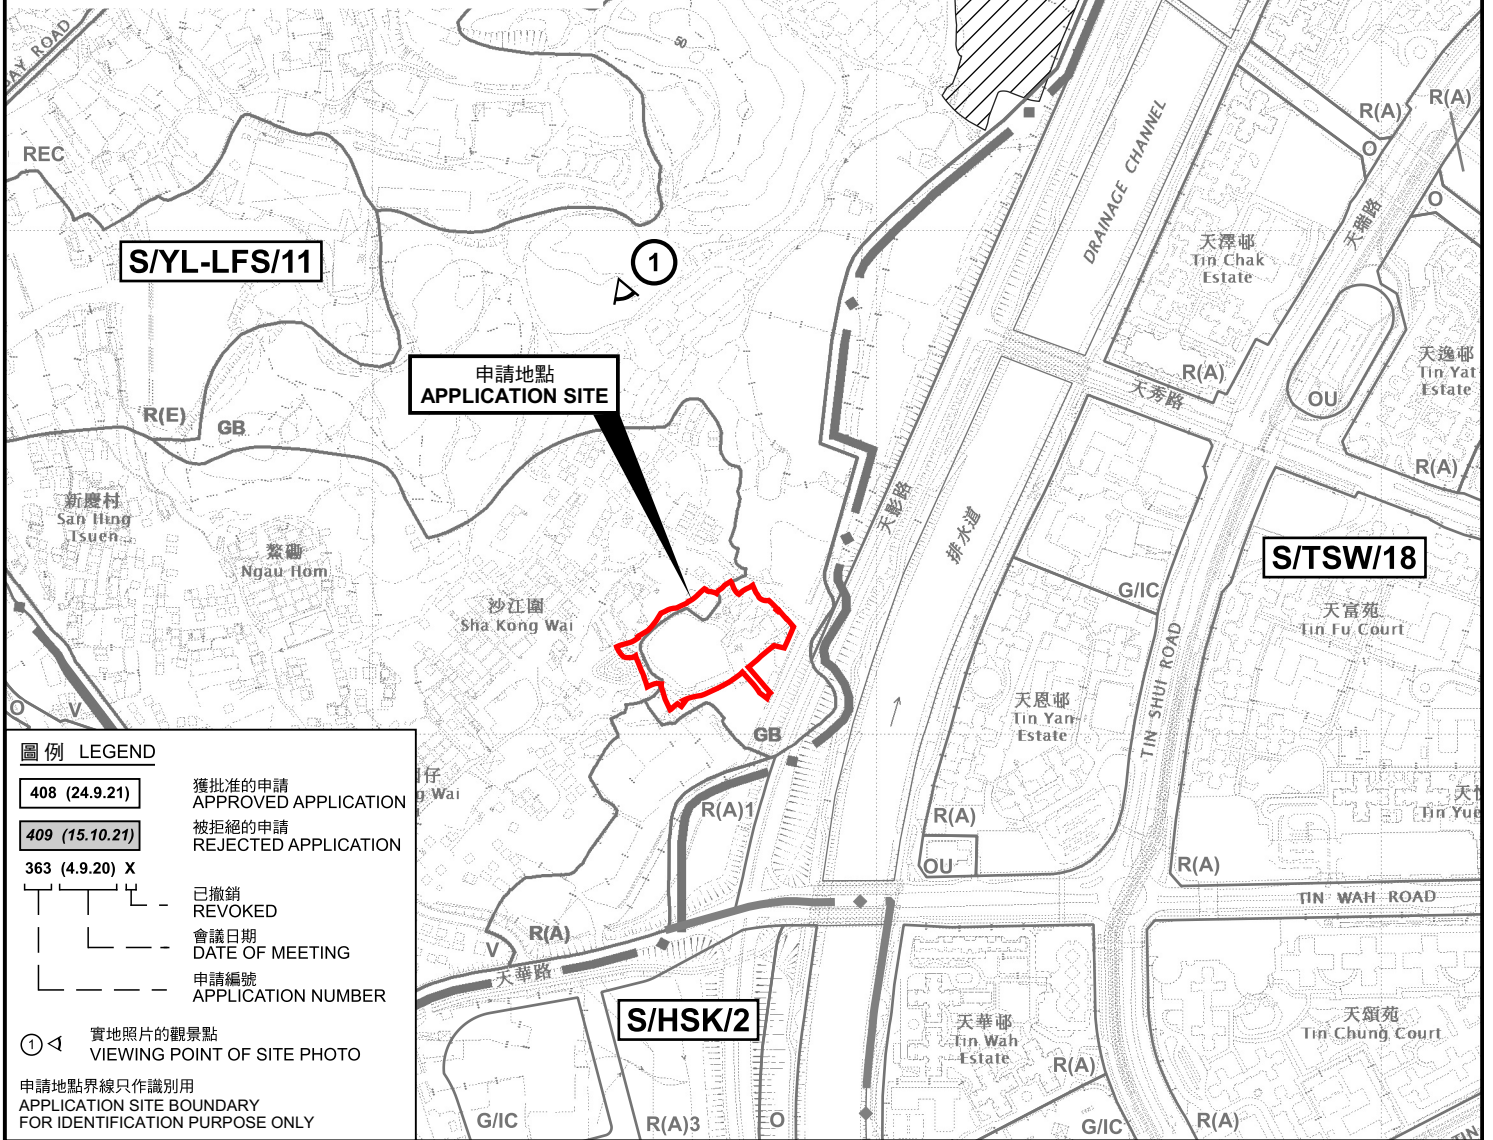 BAY ROAD
50
REC
R(A)
R(A)
O
O
DRAINAGE CHANNEL
天瑞路
天澤邨
Tin Chak
Estate
S/YL-LFS/11
1
申請地點
APPLICATION SITE
R(E)
GB
R(A)
天秀路
OU
天逸邨
Tin Yat
Estate
R(A)
新慶村
San Hing
Tsuen
鰲磡
Ngau Hom
天影路
排水道
S/TSW/18
G/IC
沙江圍
Sha Kong Wai
天富苑
Tin Fu Court
TIN SHUI ROAD
天恩邨
Tin Yan
Estate
O
V
GB
仔
g Wai
R(A)1
R(A)
OU
R(A)
Tin Yue
TIN WAH ROAD
V
R(A)
天華路
S/HSK/2
天華邨
Tin Wah
Estate
天頌苑
Tin Chung Court
R(A)
G/IC
R(A)3
O
G/IC
R(A)
TIN
圖例 LEGEND
408 (24.9.21)
獲批准的申請
APPROVED APPLICATION
409 (15.10.21)
被拒絕的申請
REJECTED APPLICATION
363 (4.9.20) X
已撤銷
REVOKED
會議日期
DATE OF MEETING
申請編號
APPLICATION NUMBER
1
實地照片的觀景點
VIEWING POINT OF SITE PHOTO
申請地點界線只作識別用
APPLICATION SITE BOUNDARY
FOR IDENTIFICATION PURPOSE ONLY